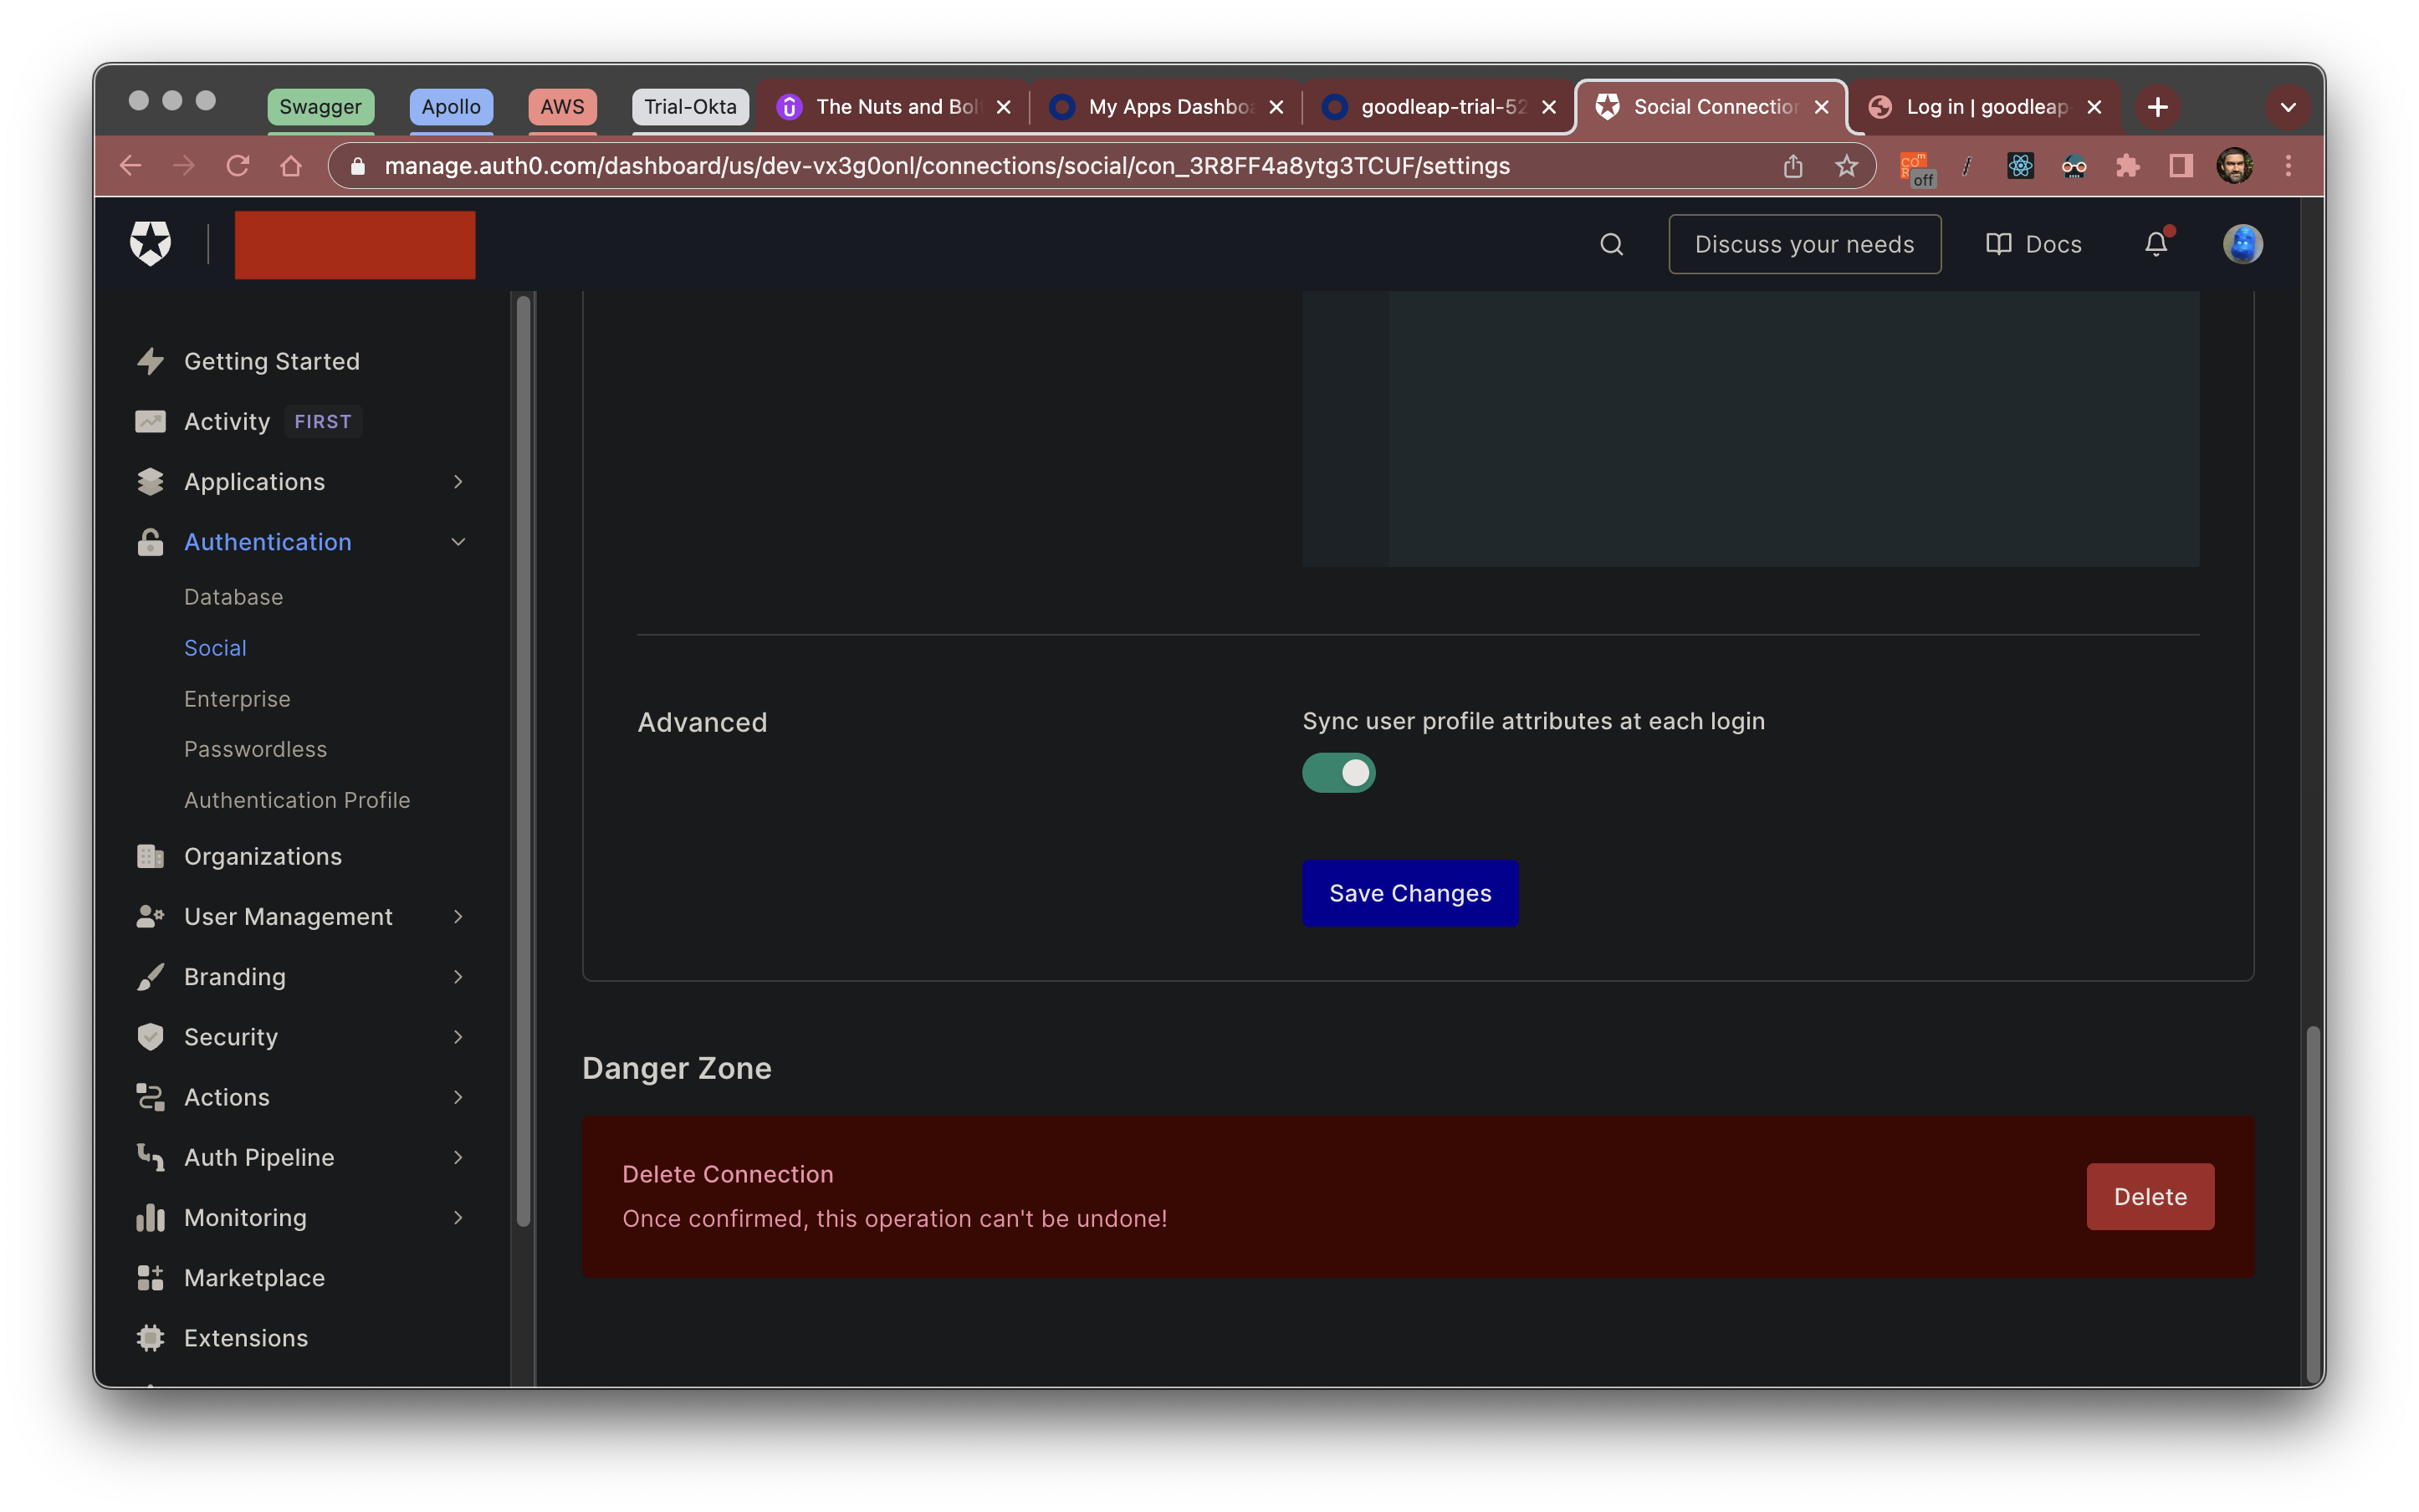 Swagger
Apollo
AWS
Trial-Okta
The Nuts and Bol
My Apps Dashboa
goodleap-trial-52
Social Connection
Log in | goodleap
manage.auth0.com/dashboard/us/dev-vx3g0onl/connections/social/con_3R8FF4a8ytg3TCUF/settings
off
Discuss your needs
Docs
Getting Started
Activity FIRST
Applications
Authentication
Database
Social
Enterprise
Passwordless
Authentication Profile
Organizations
User Management
Branding
Security
Actions
Auth Pipeline
Monitoring
Marketplace
Extensions
Advanced
Sync user profile attributes at each login
Save Changes
Danger Zone
Delete Connection
Once confirmed, this operation can't be undone!
Delete